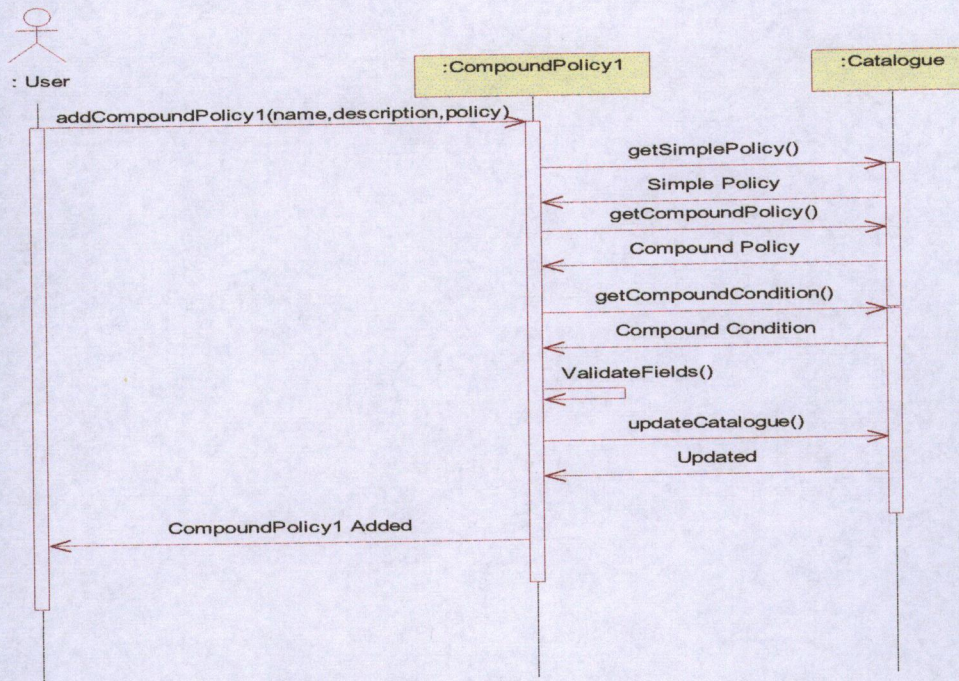 : User
:CompoundPolicy1
:Catalogue
addCompoundPolicy1(name,description,policy)
getSimplePolicy()
Simple Policy
getCompoundPolicy()
Compound Policy
getCompoundCondition()
Compound Condition
ValidateFields()
updateCatalogue()
Updated
CompoundPolicy1 Added